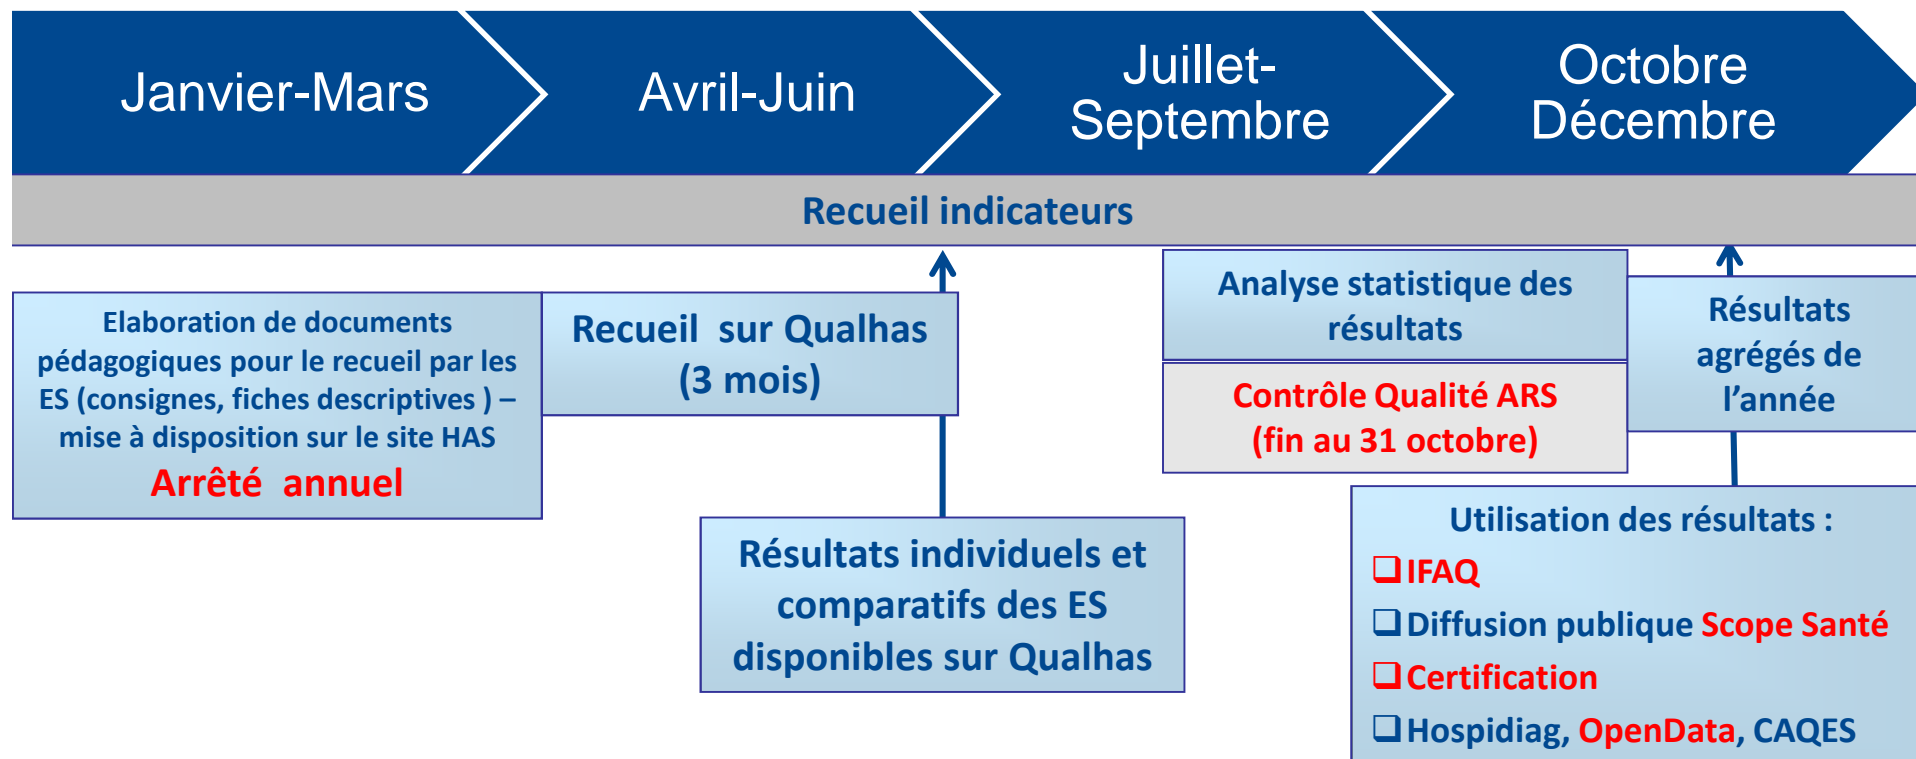 Janvier-Mars
Avril-Juin
Juillet-
Septembre
Octobre
Décembre
Recueil indicateurs
Elaboration de documents
pédagogiques pour le recueil par les
ES (consignes, fiches descriptives ) –
mise à disposition sur le site HAS
Arrêté annuel
Recueil sur Qualhas
(3 mois)
Résultats individuels et
comparatifs des ES
disponibles sur Qualhas
Analyse statistique des
résultats
Contrôle Qualité ARS
(fin au 31 octobre)
Résultats
agrégés de
l’année
Utilisation des résultats :
❑IFAQ
❑Diffusion publique Scope Santé
❑Certification
❑Hospidiag, OpenData, CAQES